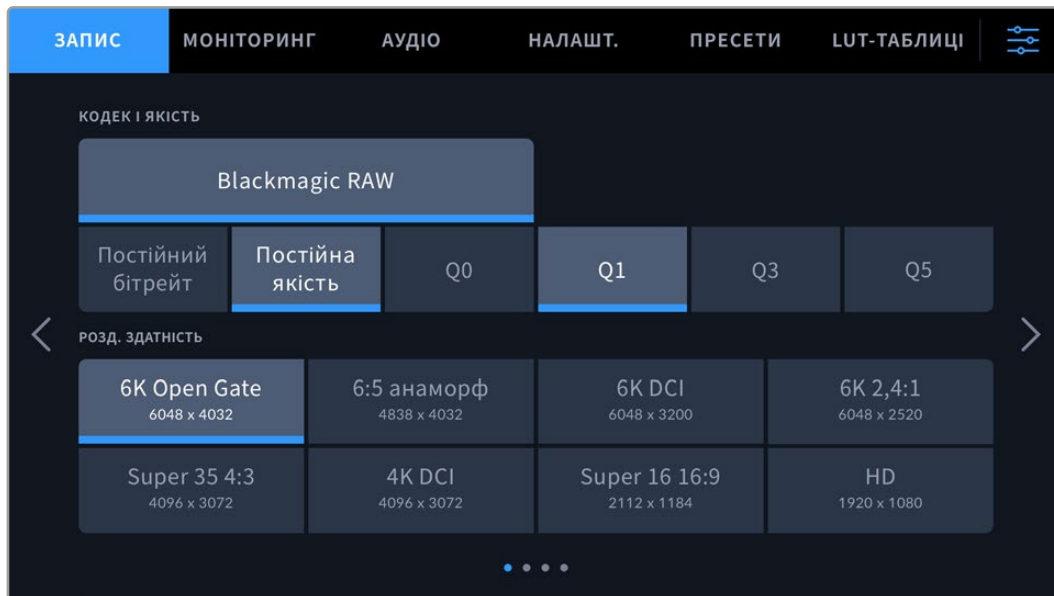 ЗАПИС МОНІТОРИНГ АУДІО НАЛАШТ. ПРЕСЕТИ LUT-ТАБЛИЦІ
КОДЕК І ЯКІСТЬ
Blackmagic RAW
Постійний бітрейт Постійна якість Q0 Q1 Q3 Q5
РОЗД. ЗДАТНІСТЬ
6K Open Gate 6:5 анаморф 6K DCI 6K 2,4:1
6048 x 4032 4838 x 4032 6048 x 3200 6048 x 2520
Super 35 4:3 4K DCI Super 16 16:9 HD
4096 x 3072 4096 x 3072 2112 x 1184 1920 x 1080